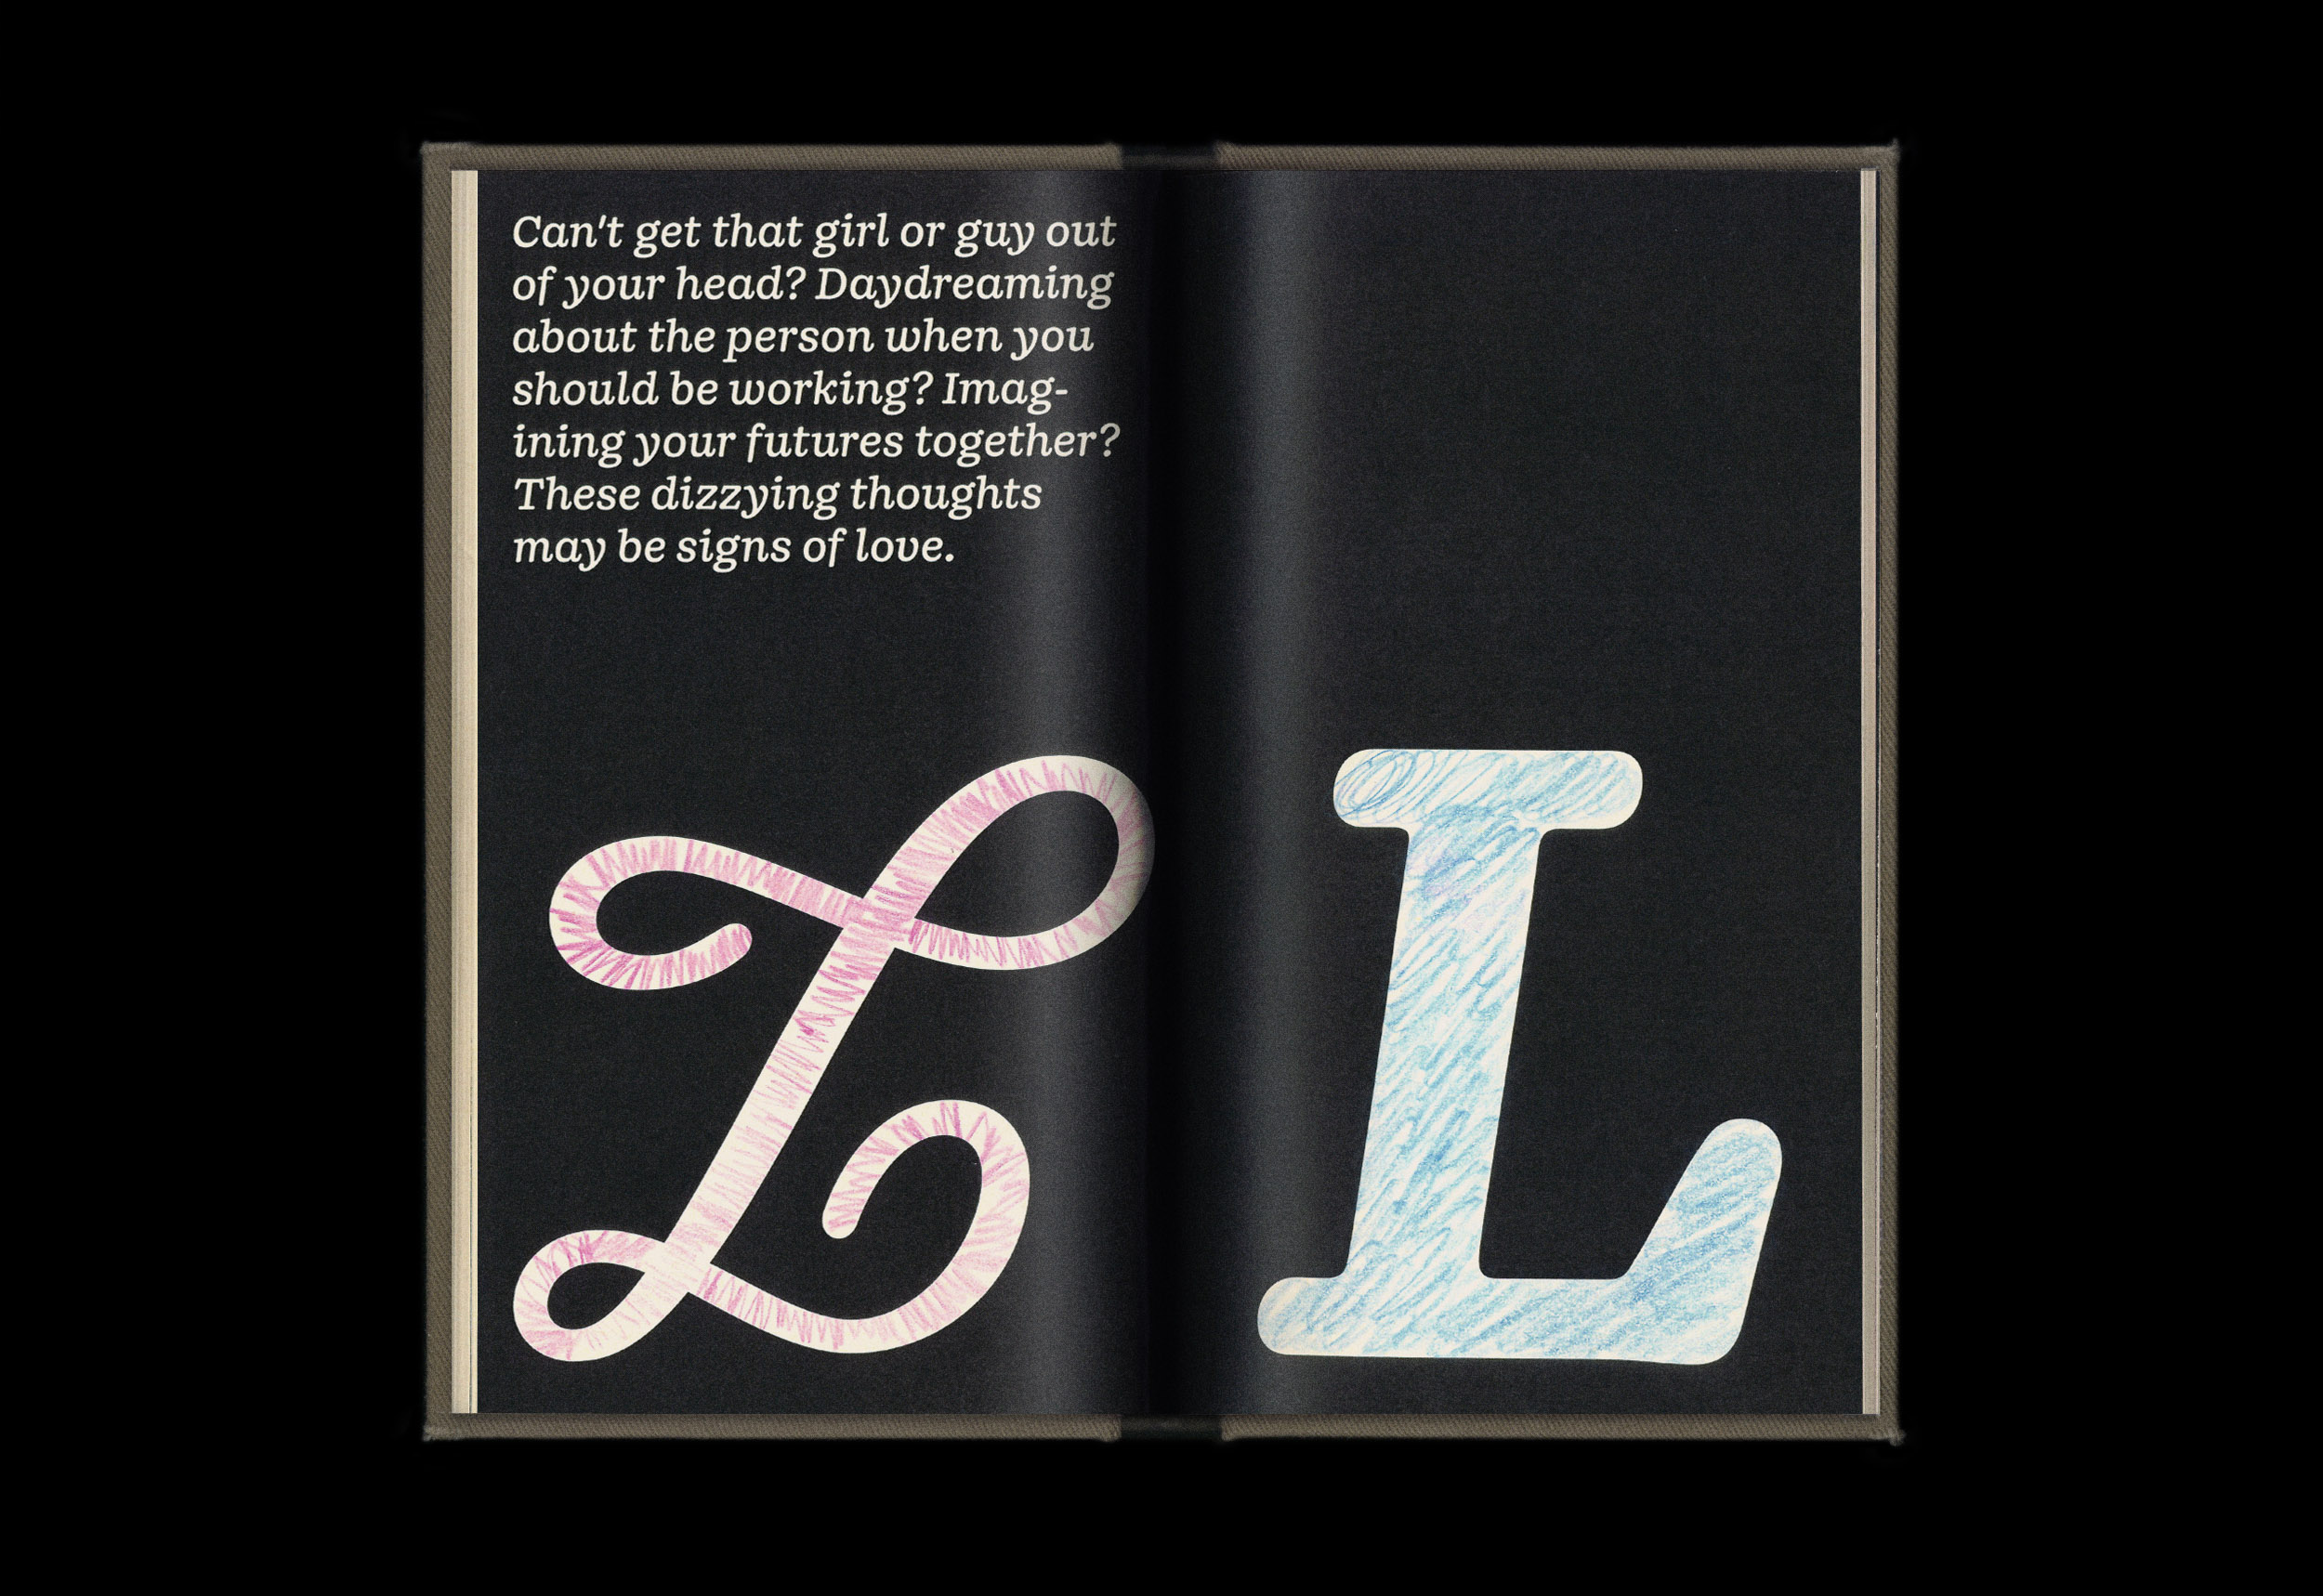 Can't get that girl or guy out
of your head? Daydreaming
about the person when you
should be working? Imag-
ining your futures together?
These dizzying thoughts
may be signs of love.
L L